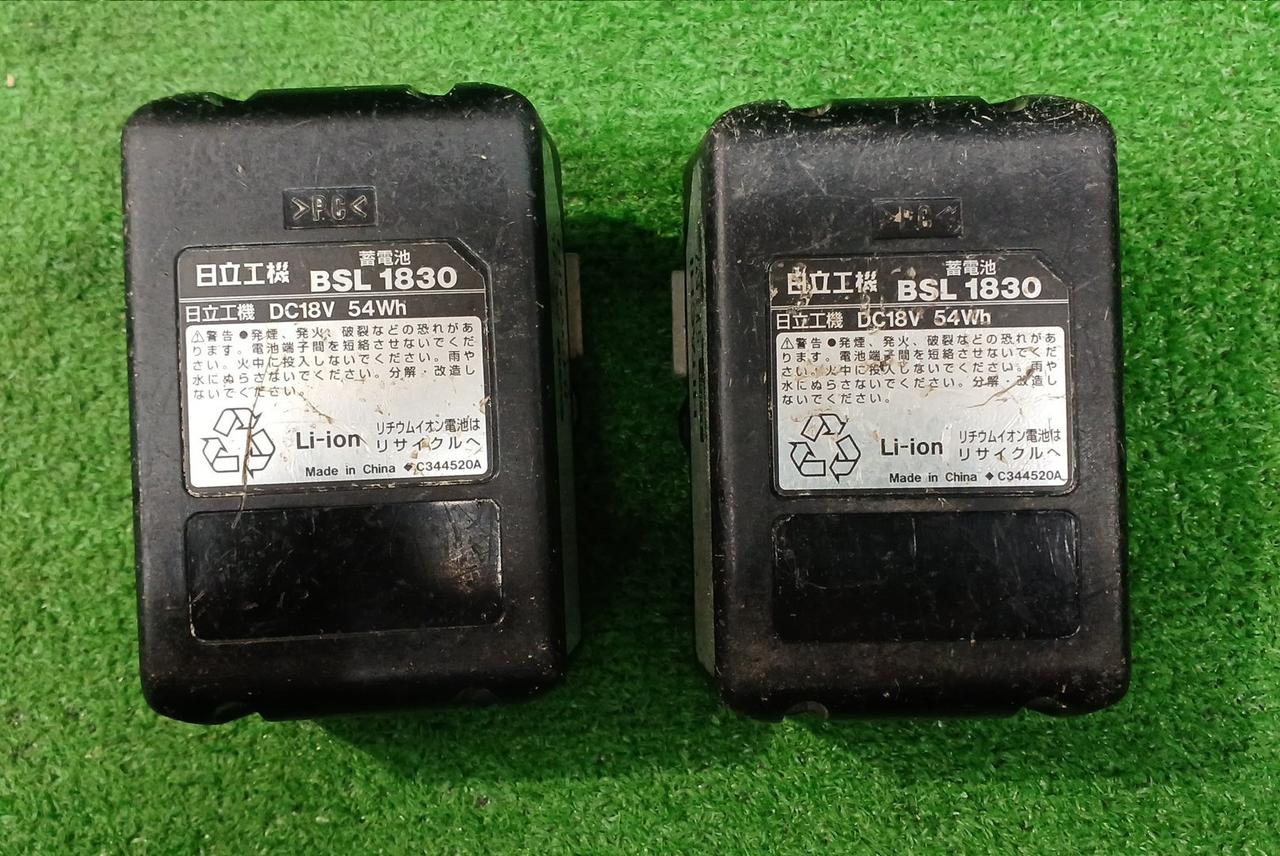 >P.C<
日立工機 蓄電池
BSL 1830
日立工機 DC18V 54Wh
⚠警告 ●発煙、発火、破裂などの恐れがあ
ります。電池端子間を短絡させないでくだ
さい。火中に投入しないでください。雨や
水にぬらさないでください。分解・改造し
ないでください。
Li-ion リチウムイオン電池は
リサイクルへ
Made in China ◆C344520A
>PC<
日立工機 蓄電池
BSL 1830
日立工機 DC18V 54Wh
⚠警告 ●発煙、発火、破裂などの恐れがあ
ります。電池端子間を短絡させないでくだ
さい。火中に投入しないでください。雨や
水にぬらさないでください。分解・改造し
ないでください。
Li-ion リチウムイオン電池は
リサイクルへ
Made in China ◆C344520A